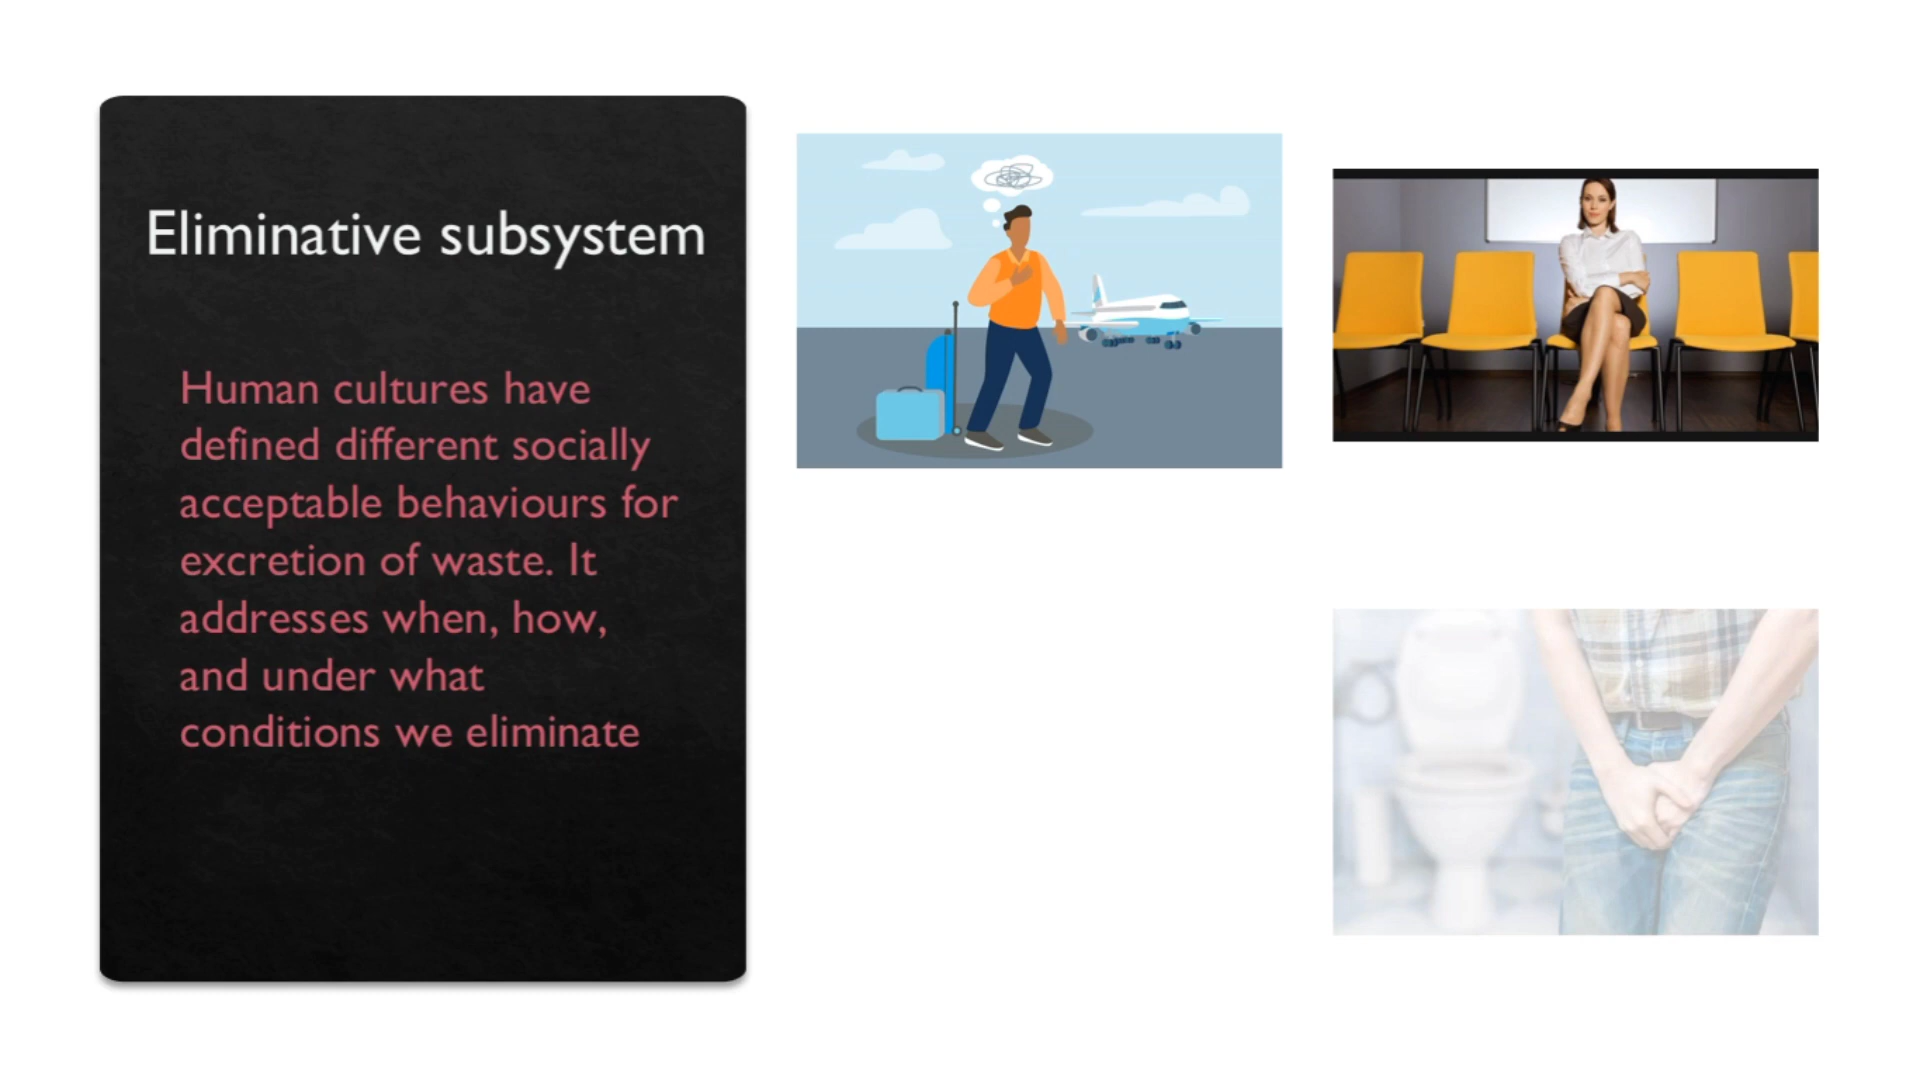 Eliminative subsystem
Human cultures have
defined different socially
acceptable behaviours for
excretion of waste. It
addresses when, how,
and under what
conditions we eliminate